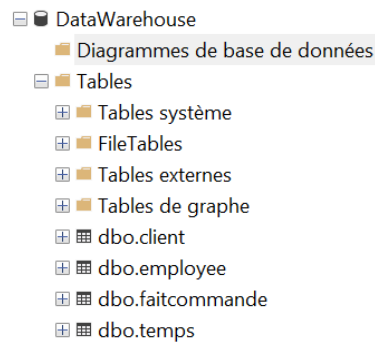 DataWarehouse
Diagrammes de base de données
Tables
Tables système
FileTables
Tables externes
Tables de graphe
dbo.client
dbo.employee
dbo.faitcommande
dbo.temps